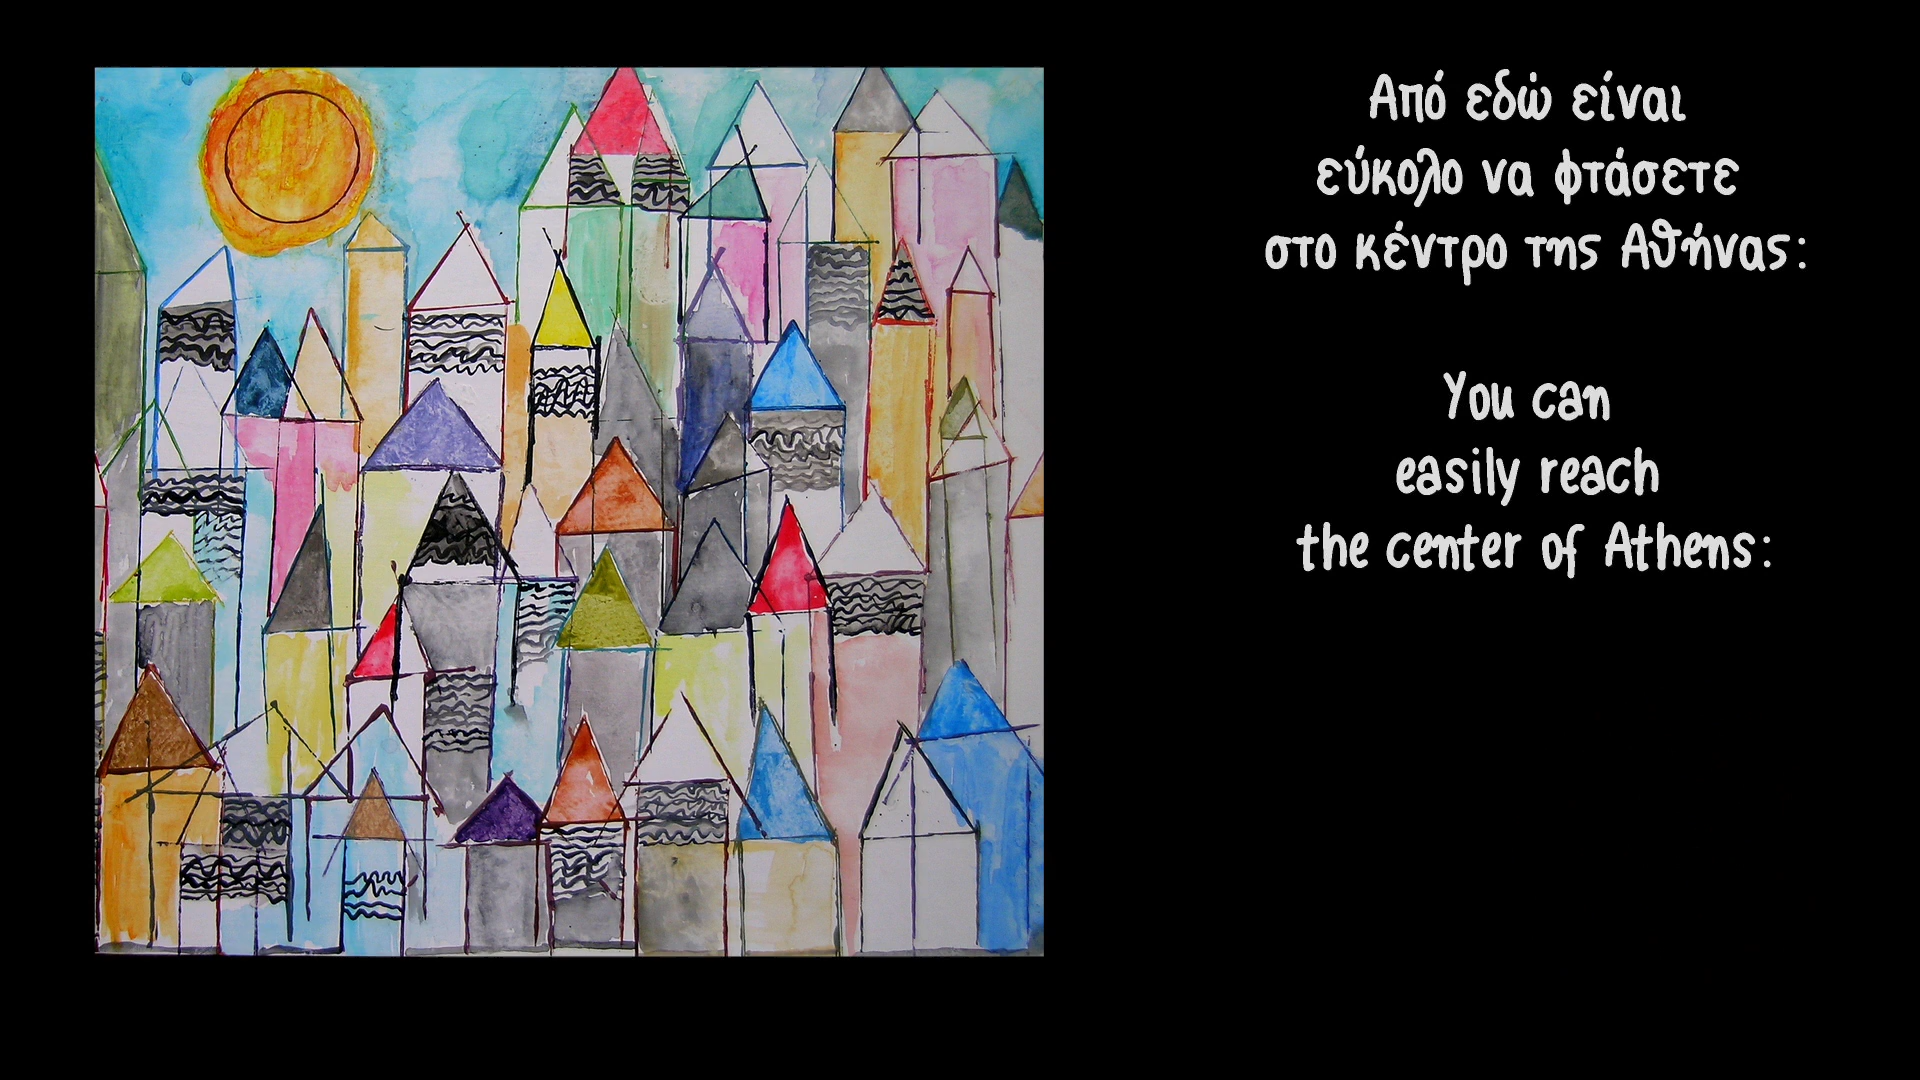 Από εδώ είναι
εύκολο να φτάσετε
στο κέντρο της Αθήνας:
You can
easily reach
the center of Athens: